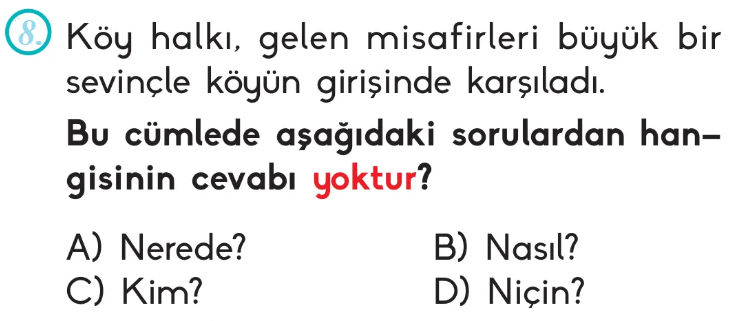 8. Köy halkı, gelen misafirleri büyük bir
sevinçle köyün girişinde karşıladı.
Bu cümlede aşağıdaki sorulardan han-
gisinin cevabı yoktur?
A) Nerede? B) Nasıl?
C) Kim? D) Niçin?